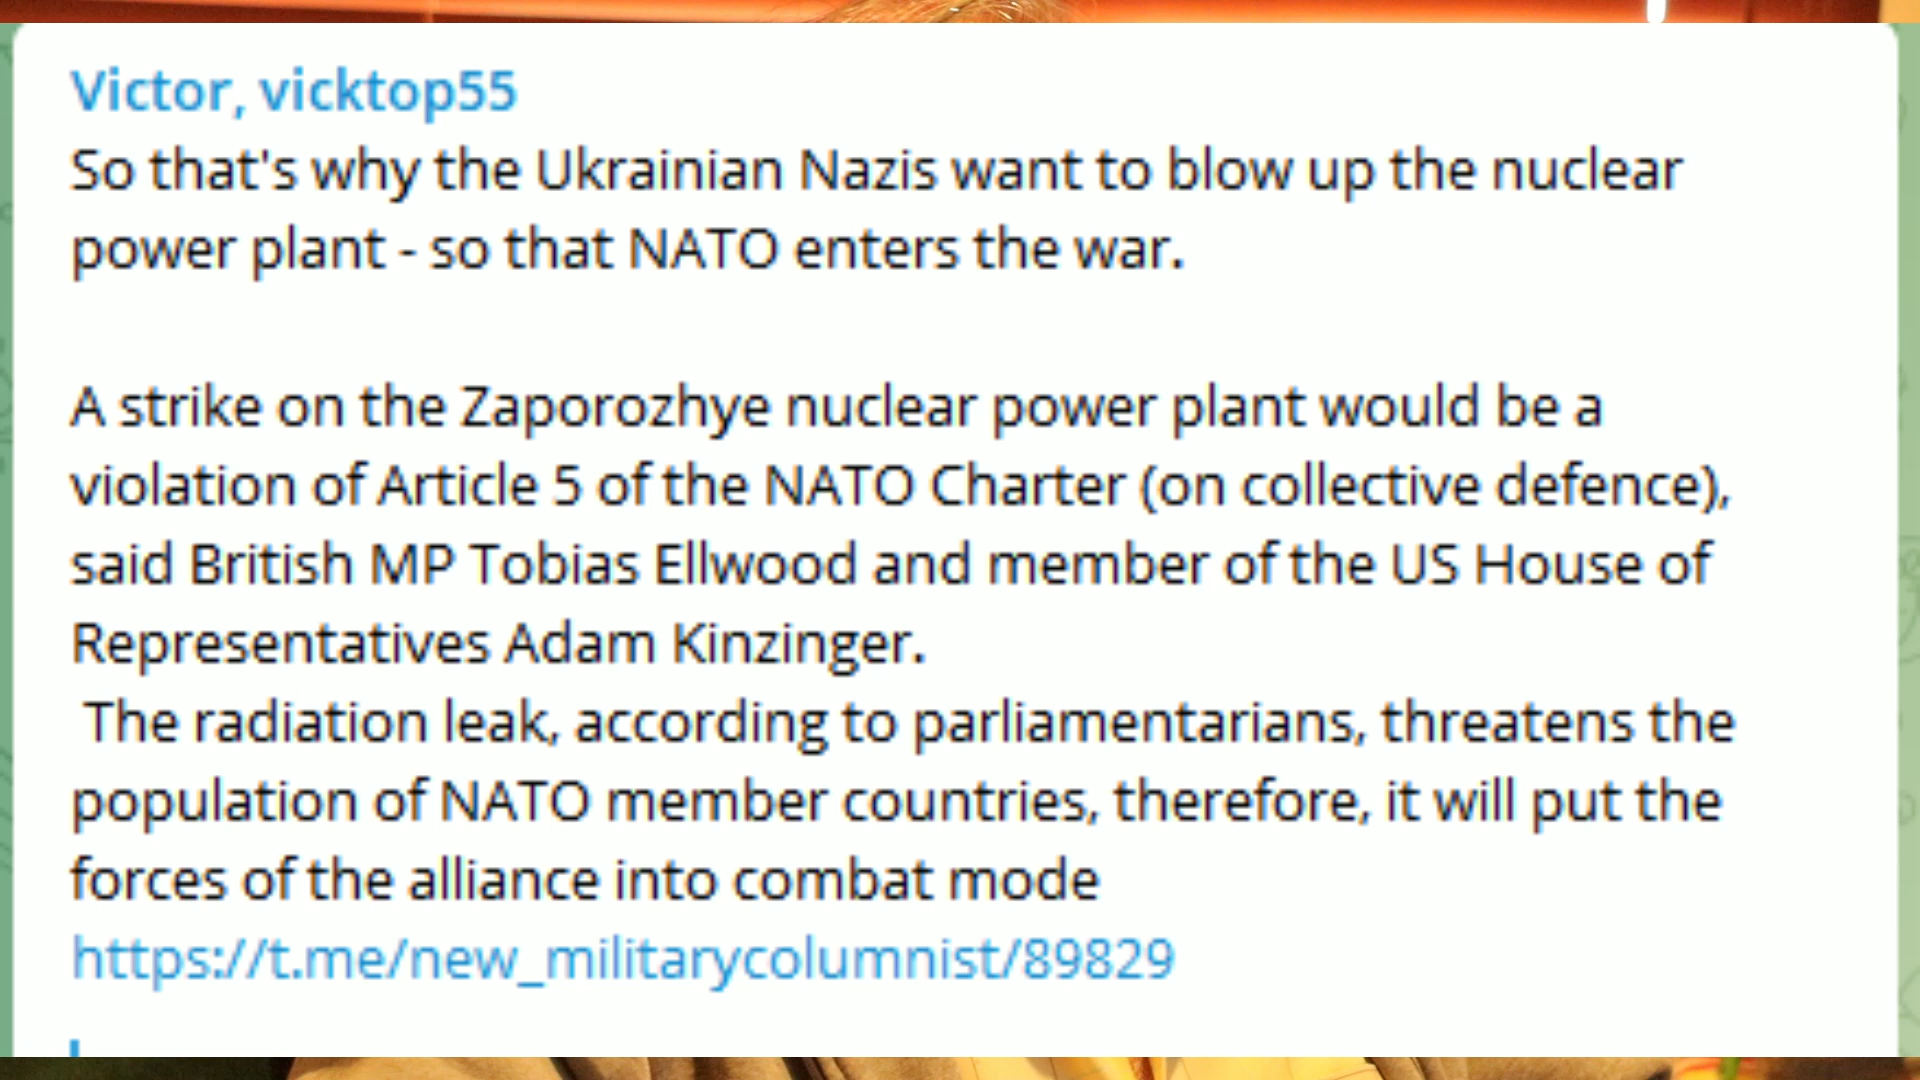 Victor, vicktop55
So that's why the Ukrainian Nazis want to blow up the nuclear
power plant - so that NATO enters the war.
A strike on the Zaporozhye nuclear power plant would be a
violation of Article 5 of the NATO Charter (on collective defence),
said British MP Tobias Ellwood and member of the US House of
Representatives Adam Kinzinger.
The radiation leak, according to parliamentarians, threatens the
population of NATO member countries, therefore, it will put the
forces of the alliance into combat mode
https://t.me/new_militarycolumnist/89829